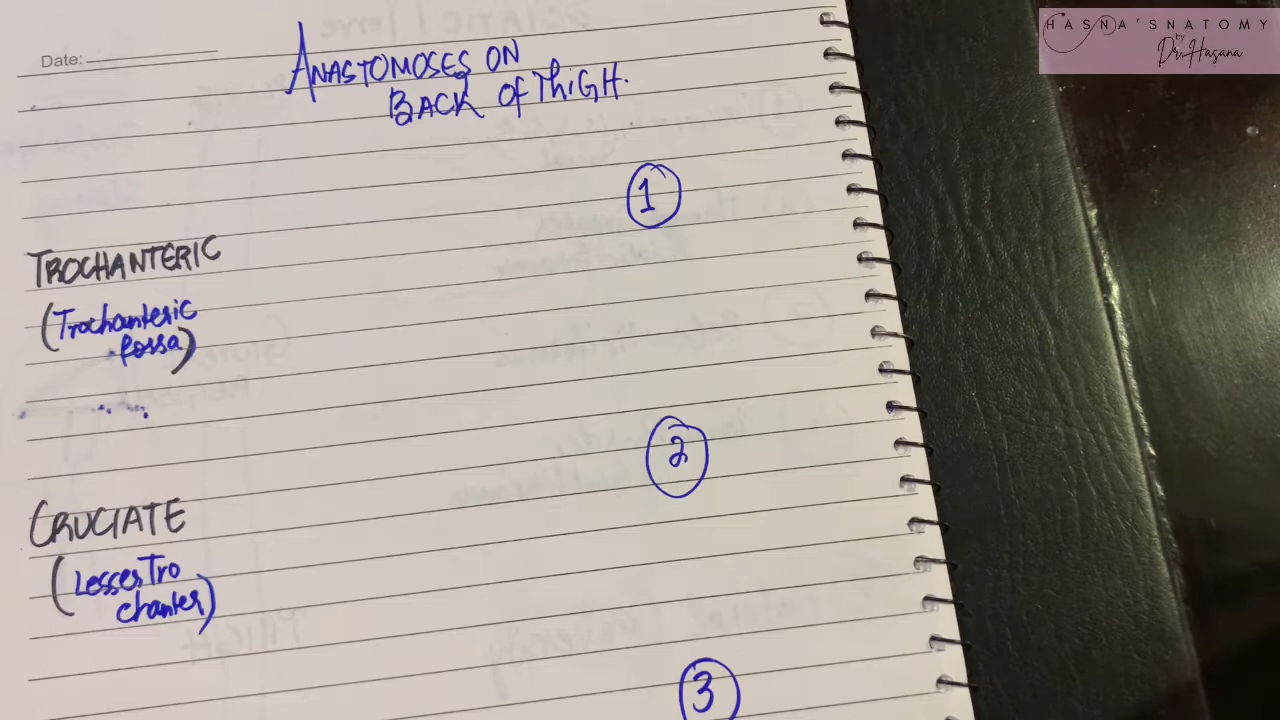 HASNA'SNATOMY
by
Dr. Hasana
Date:
ANASTOMOSES ON
BACK Of ThiGH.
1
TROCHANTERIC
(Trochanteric
fossa)
2
CRUCIATE
(Lesser Tro
chanter)
3